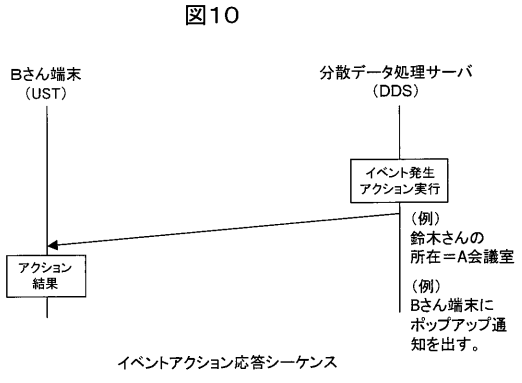 図10
Bさん端末
（UST）
分散データ処理サーバ
（DDS）
イベント発生
アクション実行
（例）
鈴木さんの
所在＝A会議室
アクション
結果
（例）
Bさん端末に
ポップアップ通
知を出す。
イベントアクション応答シーケンス